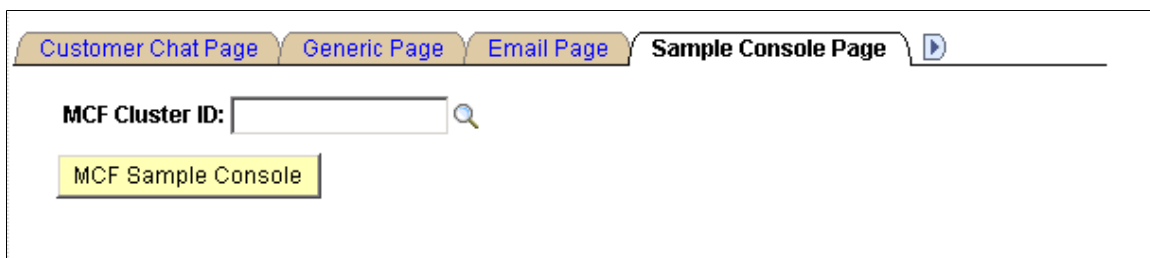 Customer Chat Page Generic Page Email Page Sample Console Page
MCF Cluster ID:
MCF Sample Console